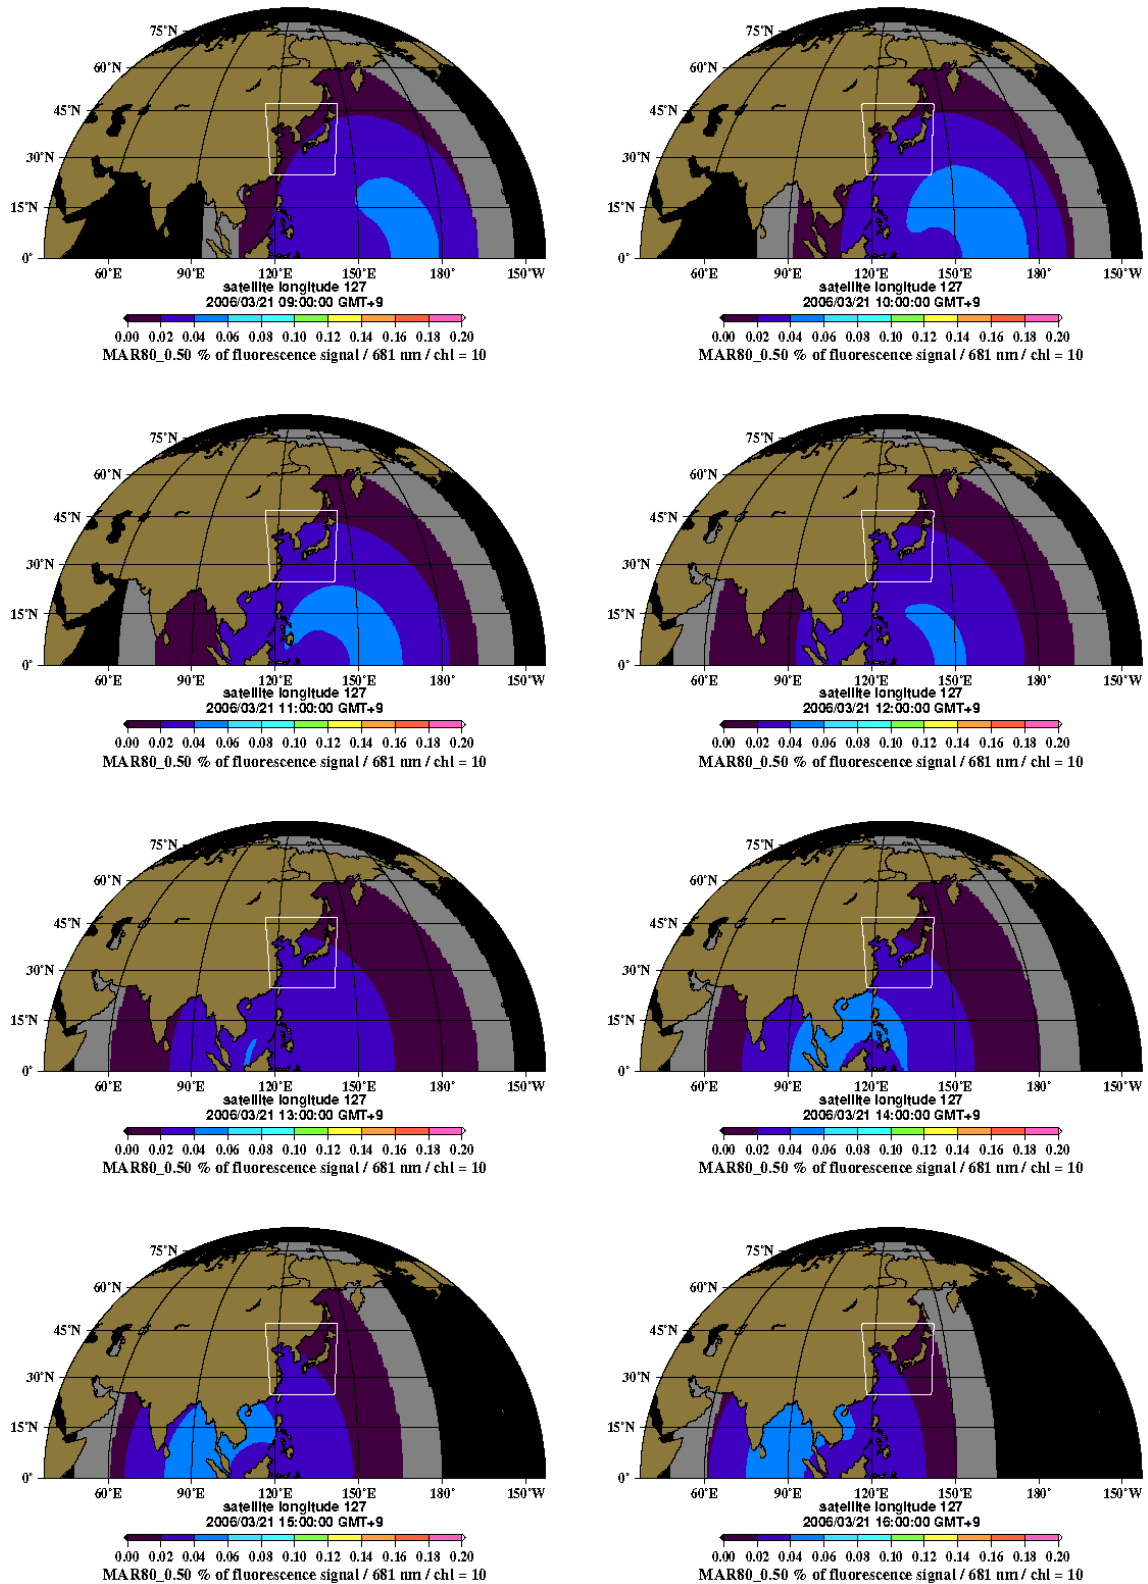 75°N 75°N
60°N 60°N
45°N 45°N
30°N 30°N
15°N 15°N
0° 0°
60°E 90°E 120°E 150°E 180° 150°W 60°E 90°E 120°E 150°E 180° 150°W
satellite longitude 127 satellite longitude 127
2006/03/21 09:00:00 GMT+9 2006/03/21 10:00:00 GMT+9
0.00 0.02 0.04 0.06 0.08 0.10 0.12 0.14 0.16 0.18 0.20 0.00 0.02 0.04 0.06 0.08 0.10 0.12 0.14 0.16 0.18 0.20
MAR80_0.50 % of fluorescence signal / 681 nm / chl = 10 MAR80_0.50 % of fluorescence signal / 681 nm / chl = 10
75°N 75°N
60°N 60°N
45°N 45°N
30°N 30°N
15°N 15°N
0° 0°
60°E 90°E 120°E 150°E 180° 150°W 60°E 90°E 120°E 150°E 180° 150°W
satellite longitude 127 satellite longitude 127
2006/03/21 11:00:00 GMT+9 2006/03/21 12:00:00 GMT+9
0.00 0.02 0.04 0.06 0.08 0.10 0.12 0.14 0.16 0.18 0.20 0.00 0.02 0.04 0.06 0.08 0.10 0.12 0.14 0.16 0.18 0.20
MAR80_0.50 % of fluorescence signal / 681 nm / chl = 10 MAR80_0.50 % of fluorescence signal / 681 nm / chl = 10
75°N 75°N
60°N 60°N
45°N 45°N
30°N 30°N
15°N 15°N
0° 0°
60°E 90°E 120°E 150°E 180° 150°W 60°E 90°E 120°E 150°E 180° 150°W
satellite longitude 127 satellite longitude 127
2006/03/21 13:00:00 GMT+9 2006/03/21 14:00:00 GMT+9
0.00 0.02 0.04 0.06 0.08 0.10 0.12 0.14 0.16 0.18 0.20 0.00 0.02 0.04 0.06 0.08 0.10 0.12 0.14 0.16 0.18 0.20
MAR80_0.50 % of fluorescence signal / 681 nm / chl = 10 MAR80_0.50 % of fluorescence signal / 681 nm / chl = 10
75°N 75°N
60°N 60°N
45°N 45°N
30°N 30°N
15°N 15°N
0° 0°
60°E 90°E 120°E 150°E 180° 150°W 60°E 90°E 120°E 150°E 180° 150°W
satellite longitude 127 satellite longitude 127
2006/03/21 15:00:00 GMT+9 2006/03/21 16:00:00 GMT+9
0.00 0.02 0.04 0.06 0.08 0.10 0.12 0.14 0.16 0.18 0.20 0.00 0.02 0.04 0.06 0.08 0.10 0.12 0.14 0.16 0.18 0.20
MAR80_0.50 % of fluorescence signal / 681 nm / chl = 10 MAR80_0.50 % of fluorescence signal / 681 nm / chl = 10